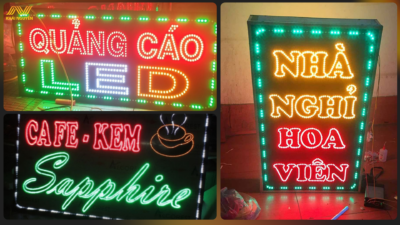 QUẢNG CÁO
LED
CAFE - KEM
Sapphire
NHÀ
NGHỈ
HOA
VIÊN